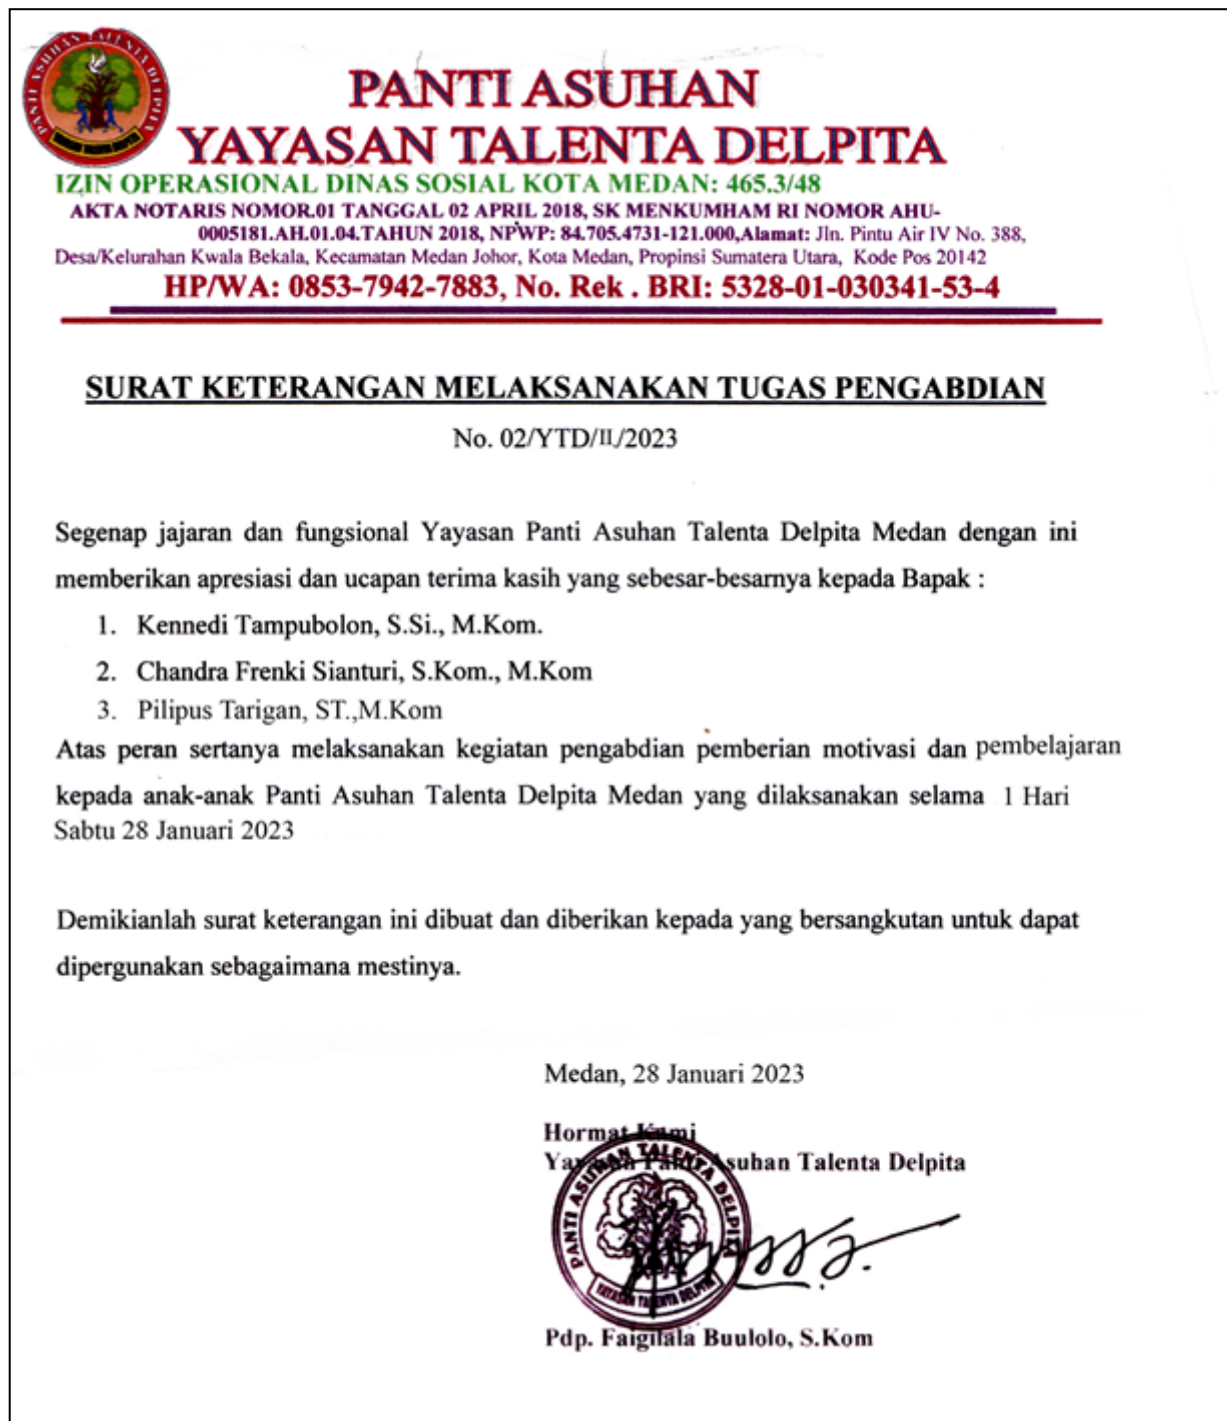 PANTI ASUHAN TALENTA DELPITA
PANTI ASUHAN
YAYASAN TALENTA DELPITA
IZIN OPERASIONAL DINAS SOSIAL KOTA MEDAN: 465.3/48
AKTA NOTARIS NOMOR.01 TANGGAL 02 APRIL 2018, SK MENKUMHAM RI NOMOR AHU-
0005181.AH.01.04.TAHUN 2018, NPWP: 84.705.4731-121.000,Alamat: Jln. Pintu Air IV No. 388,
Desa/Kelurahan Kwala Bekala, Kecamatan Medan Johor, Kota Medan, Propinsi Sumatera Utara, Kode Pos 20142
HP/WA: 0853-7942-7883, No. Rek . BRI: 5328-01-030341-53-4
SURAT KETERANGAN MELAKSANAKAN TUGAS PENGABDIAN
No. 02/YTD/II/2023
Segenap jajaran dan fungsional Yayasan Panti Asuhan Talenta Delpita Medan dengan ini
memberikan apresiasi dan ucapan terima kasih yang sebesar-besarnya kepada Bapak :
1. Kennedi Tampubolon, S.Si., M.Kom.
2. Chandra Frenki Sianturi, S.Kom., M.Kom
3. Pilipus Tarigan, ST.,M.Kom
Atas peran sertanya melaksanakan kegiatan pengabdian pemberian motivasi dan pembelajaran
kepada anak-anak Panti Asuhan Talenta Delpita Medan yang dilaksanakan selama 1 Hari
Sabtu 28 Januari 2023
Demikianlah surat keterangan ini dibuat dan diberikan kepada yang bersangkutan untuk dapat
dipergunakan sebagaimana mestinya.
Medan, 28 Januari 2023
Hormat Kami
Yayasan Panti Asuhan Talenta Delpita
PANTI ASUHAN TALENTA DELPITA
YAYASAN TALENTA DELPITA
Pdp. Faigilala Buulolo, S.Kom